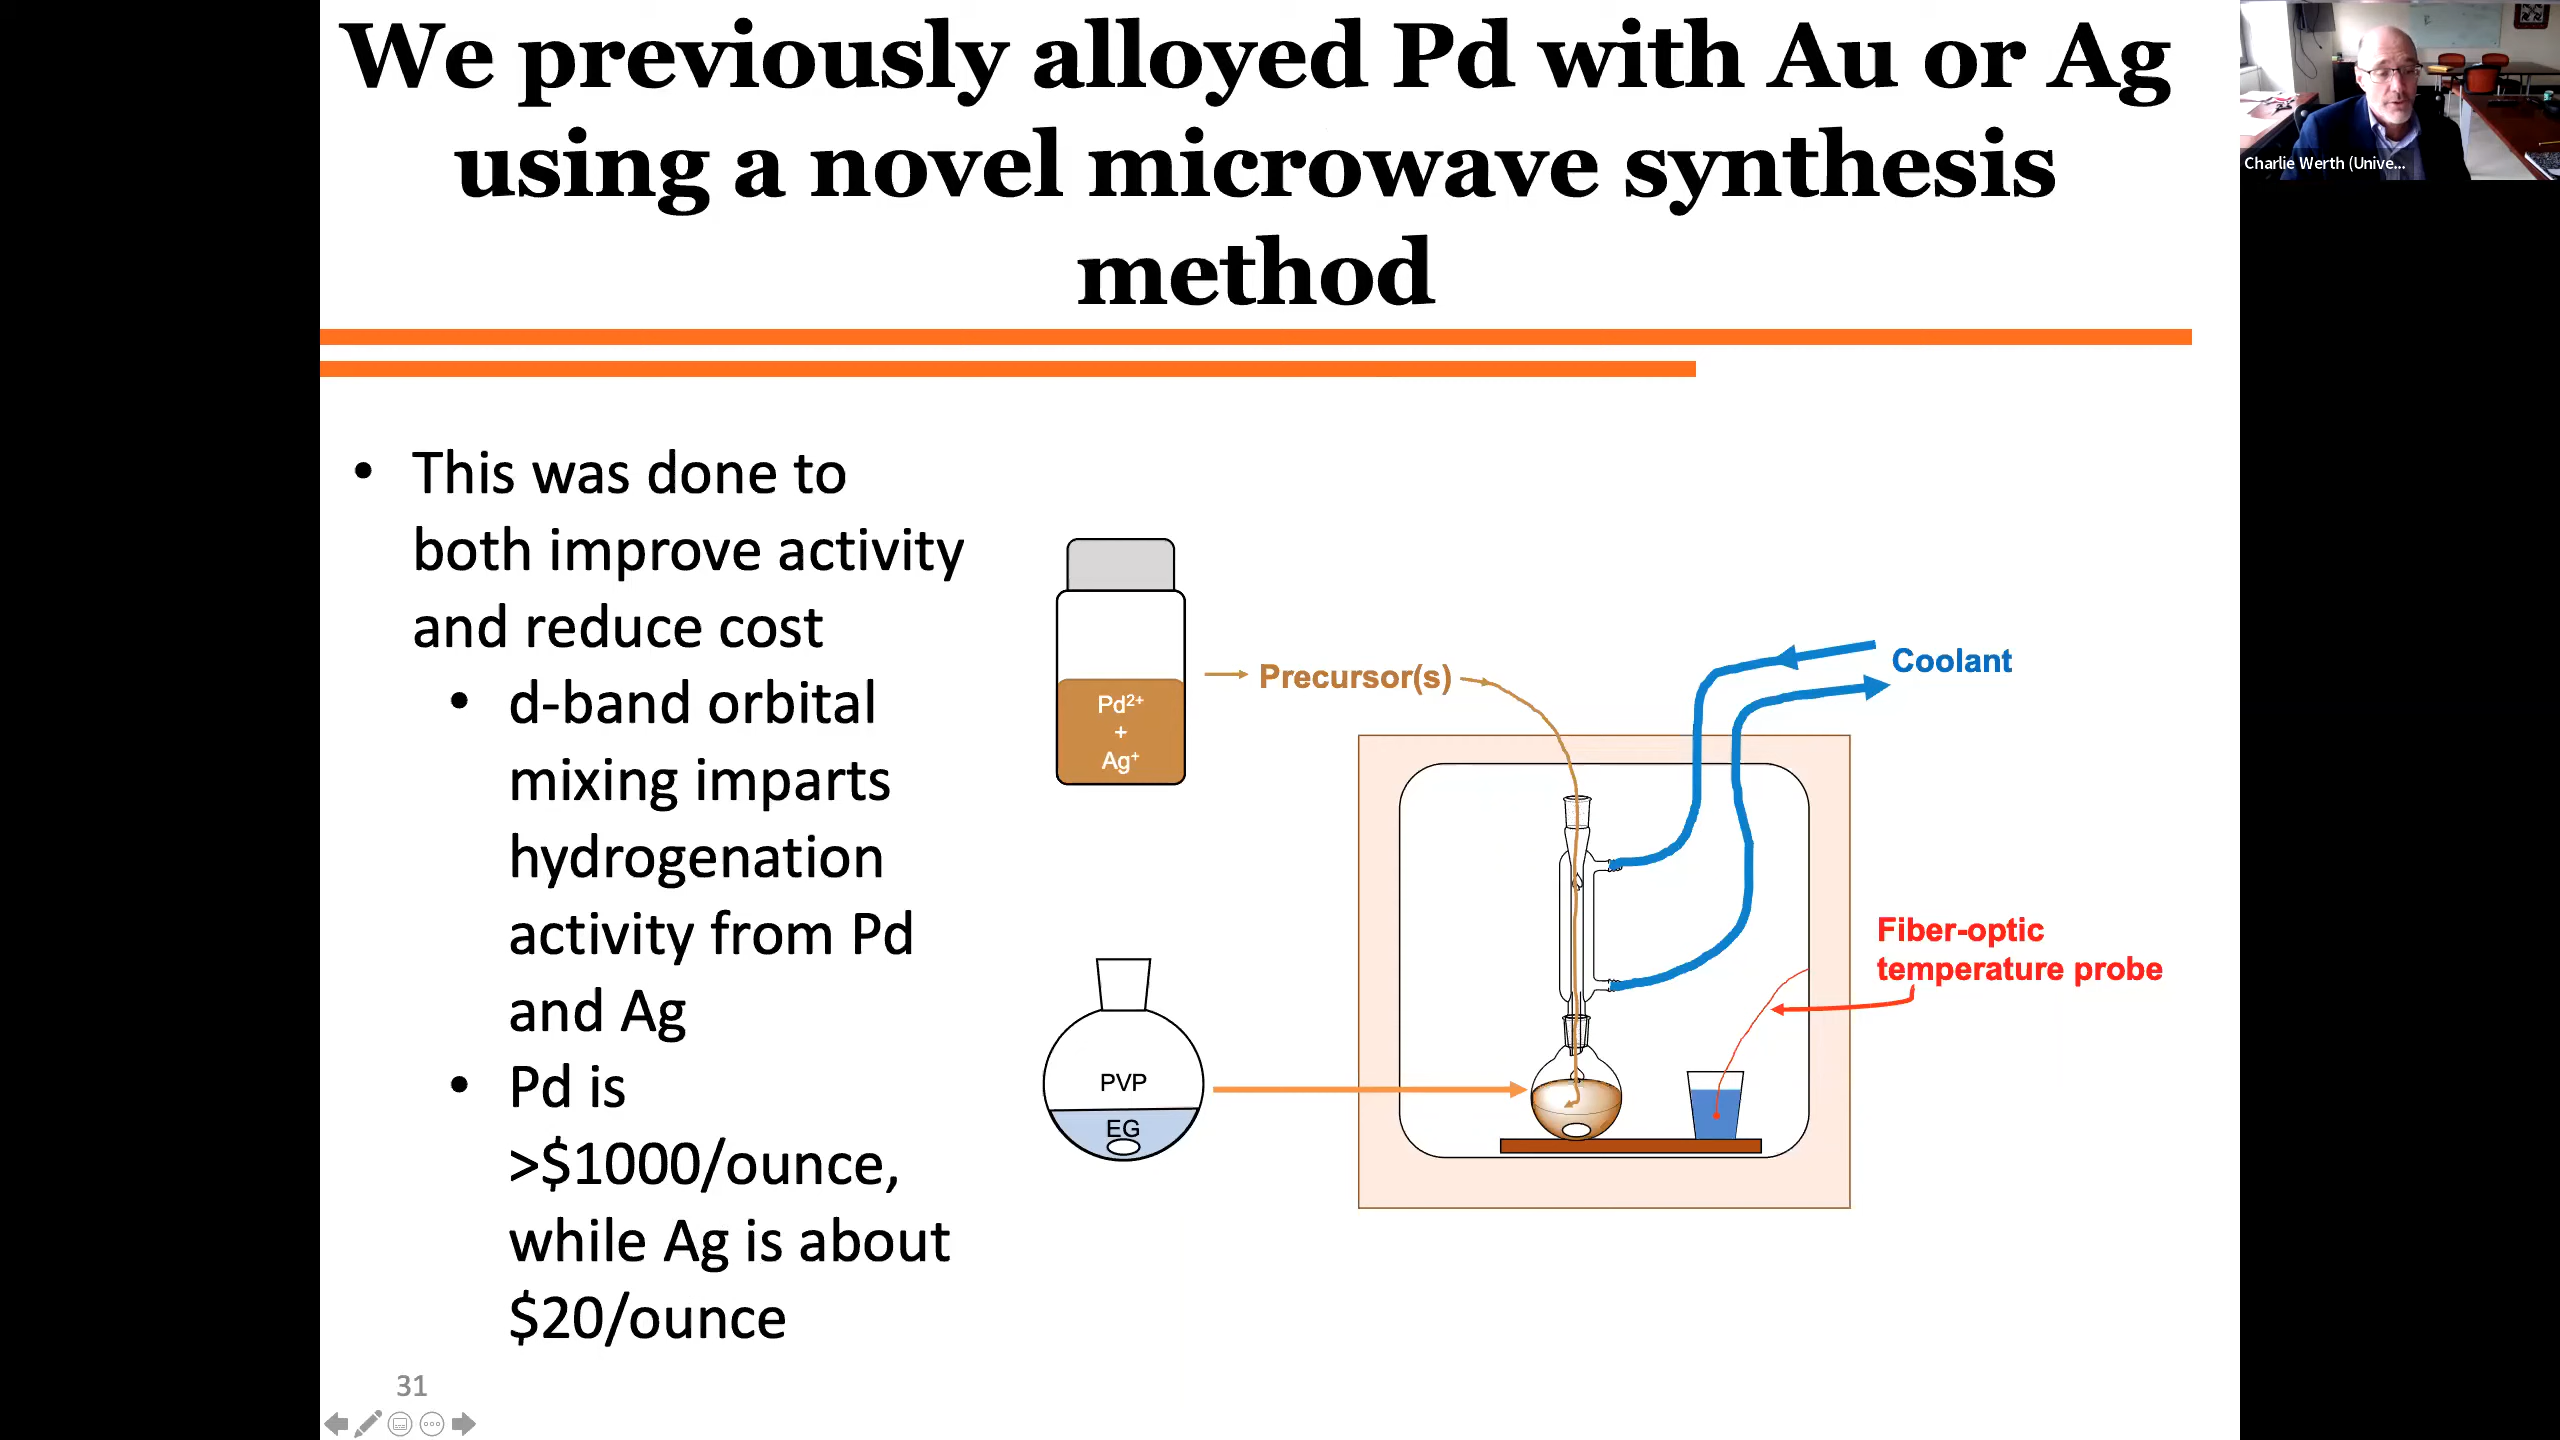 We previously alloyed Pd with Au or Ag
using a novel microwave synthesis
method
Charlie Werth (Unive...
• This was done to
both improve activity
and reduce cost
• d-band orbital
mixing imparts
hydrogenation
activity from Pd
and Ag
• Pd is
>$1000/ounce,
while Ag is about
$20/ounce
Pd²⁺
+
Ag⁺
Precursor(s)
Coolant
PVP
EG
Fiber-optic
temperature probe
31